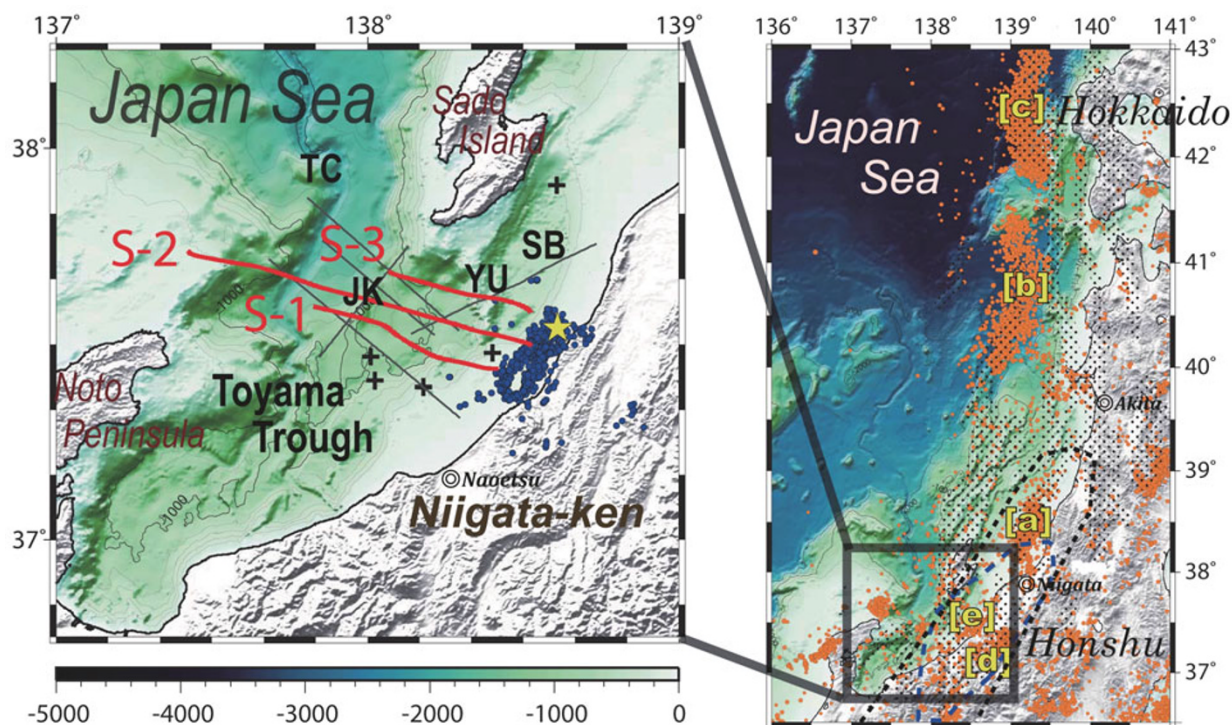 137°
138°
139°
Japan Sea
Sado
Island
38°
TC
S-2
S-3
SB
JK
YU
S-1
1000
Noto
Peninsula
Toyama
Trough
1000
Naoetsu
Niigata-ken
37°
-5000 -4000 -3000 -2000 -1000 0
136° 137° 138° 139° 140° 141°
43°
[c]
Hokkaido
Japan
Sea
42°
41°
[b]
40°
Akita
39°
[a]
38°
Niigata
[e]
[d]
Honshu
37°